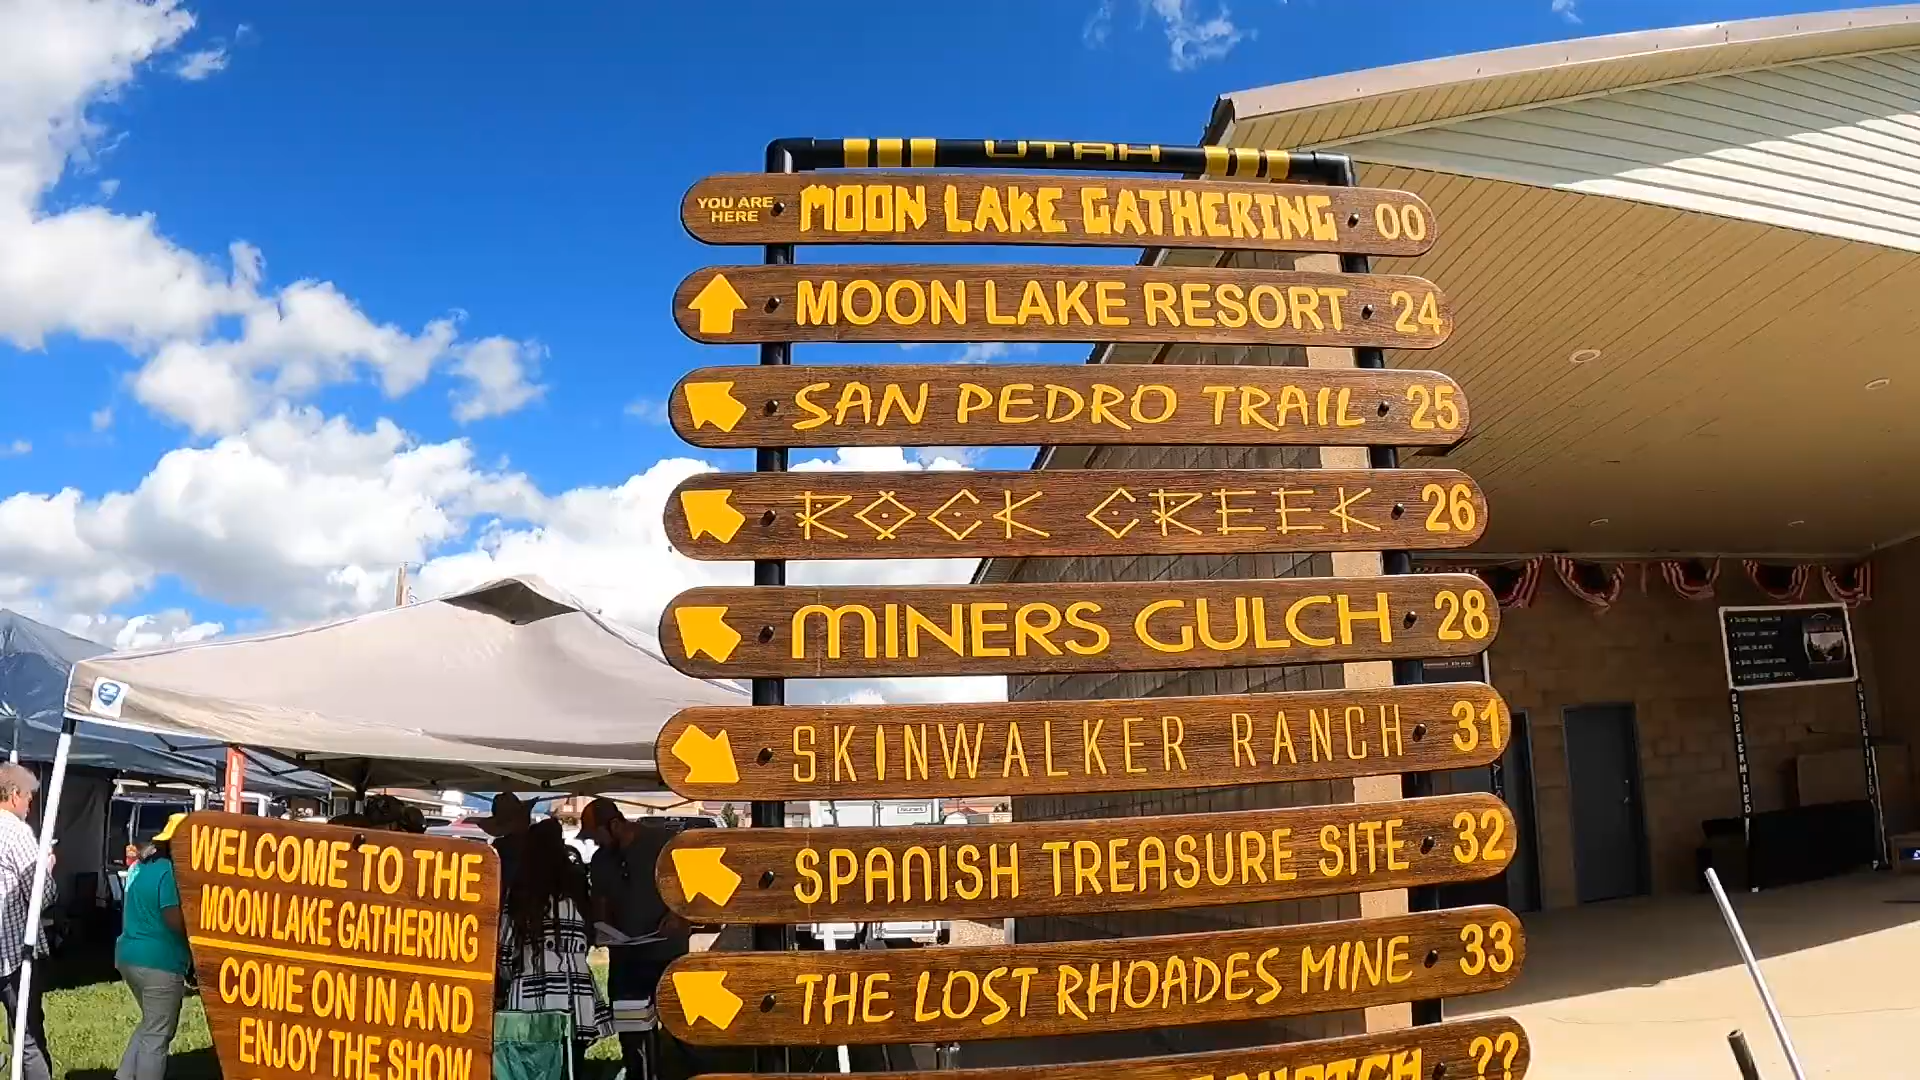 UTAH
YOU ARE HERE MOON LAKE GATHERING 00
MOON LAKE RESORT 24
SAN PEDRO TRAIL 25
ROCK CREEK 26
MINERS GULCH 28
SKINWALKER RANCH 31
SPANISH TREASURE SITE 32
THE LOST RHOADES MINE 33
??
WELCOME TO THE
MOON LAKE GATHERING
COME ON IN AND
ENJOY THE SHOW
UNDETERMINED
UNIDENTIFIED